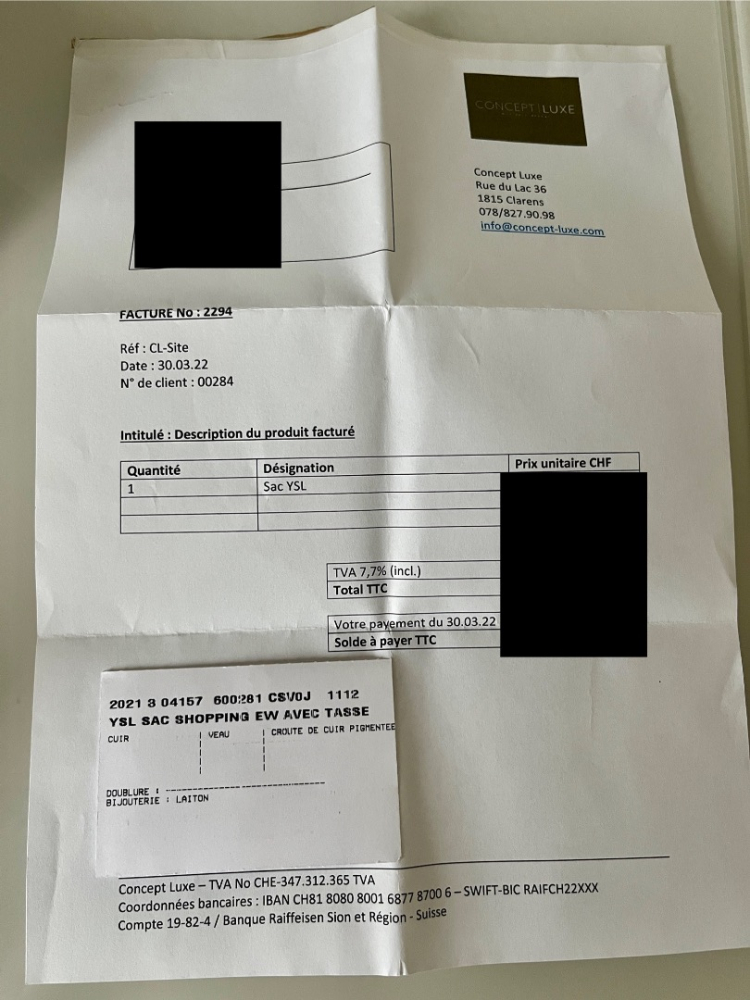 CONCEPT LUXE
Concept Luxe
Rue du Lac 36
1815 Clarens
078/827.90.98
info@concept-luxe.com
FACTURE No : 2294
Réf : CL-Site
Date : 30.03.22
N° de client : 00284
Intitulé : Description du produit facturé
Quantité Désignation Prix unitaire CHF
1 Sac YSL
TVA 7,7% (incl.)
Total TTC
Votre payement du 30.03.22
Solde à payer TTC
2021 3 04157 600281 CSV0J 1112
YSL SAC SHOPPING EW AVEC TASSE
CUIR | VEAU | CROUTE DE CUIR PIGMENTEE
DOUBLURE : --------------------
BIJOUTERIE : LAITON
Concept Luxe – TVA No CHE-347.312.365 TVA
Coordonnées bancaires : IBAN CH81 8080 8001 6877 8700 6 – SWIFT-BIC RAIFCH22XXX
Compte 19-82-4 / Banque Raiffeisen Sion et Région - Suisse